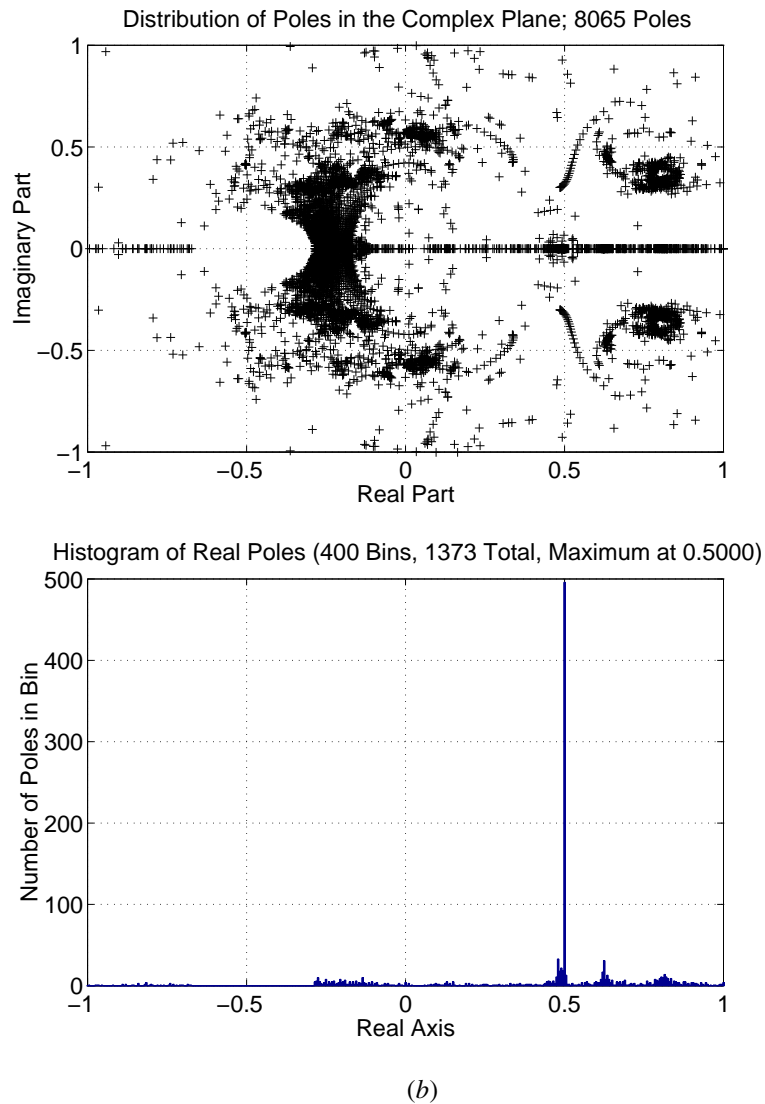 Distribution of Poles in the Complex Plane; 8065 Poles
1
0.5
0
−0.5
−1
Imaginary Part
−1 −0.5 0 0.5 1
Real Part
Histogram of Real Poles (400 Bins, 1373 Total, Maximum at 0.5000)
500
400
300
200
100
0
Number of Poles in Bin
−1 −0.5 0 0.5 1
Real Axis
(b)